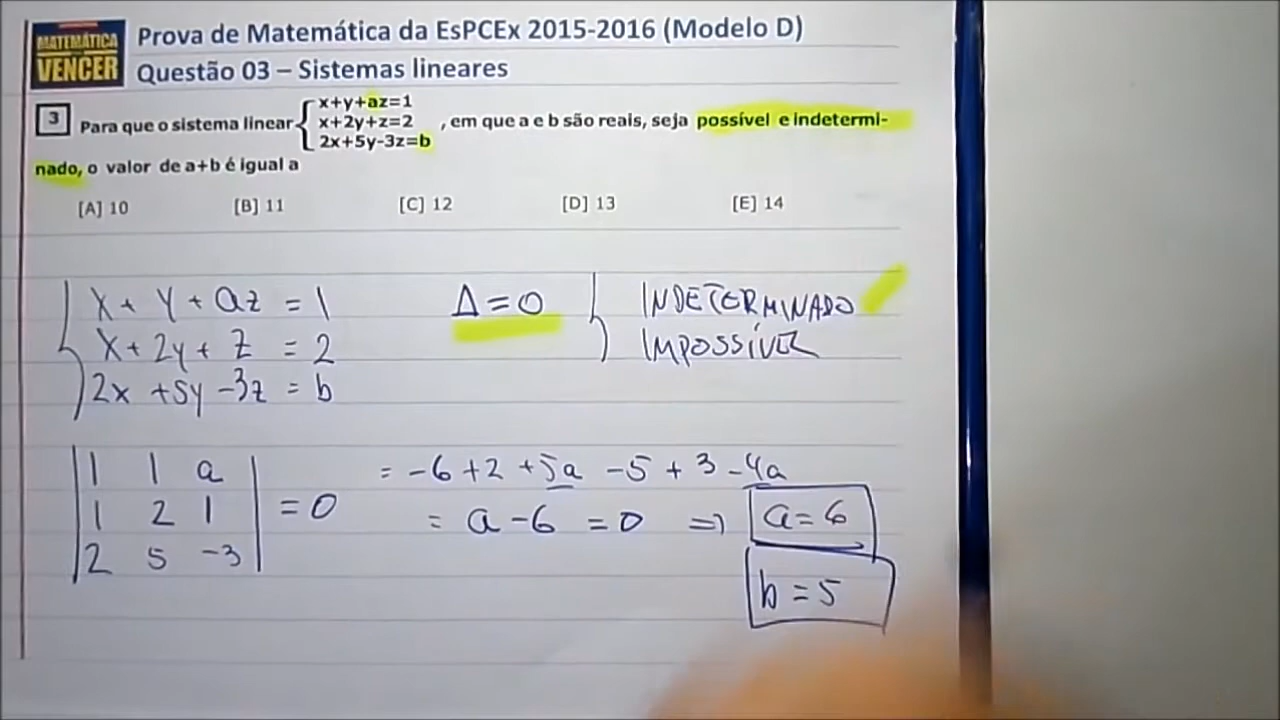 MATEMÁTICA
PARA
VENCER
Prova de Matemática da EsPCEx 2015-2016 (Modelo D)
Questão 03 – Sistemas lineares
3 Para que o sistema linear { x+y+az=1
x+2y+z=2
2x+5y-3z=b
, em que a e b são reais, seja possível e indetermi-
nado, o valor de a+b é igual a
[A] 10 [B] 11 [C] 12 [D] 13 [E] 14
x + y + az = 1
x + 2y + z = 2
2x + 5y - 3z = b
Δ = 0 { INDETERMINADO
IMPOSSÍVEL
| 1 1 a |
| 1 2 1 | = 0
| 2 5 -3 |
= -6 + 2 + 5a - 5 + 3 - 4a
= a - 6 = 0 ⇒ a = 6
b = 5